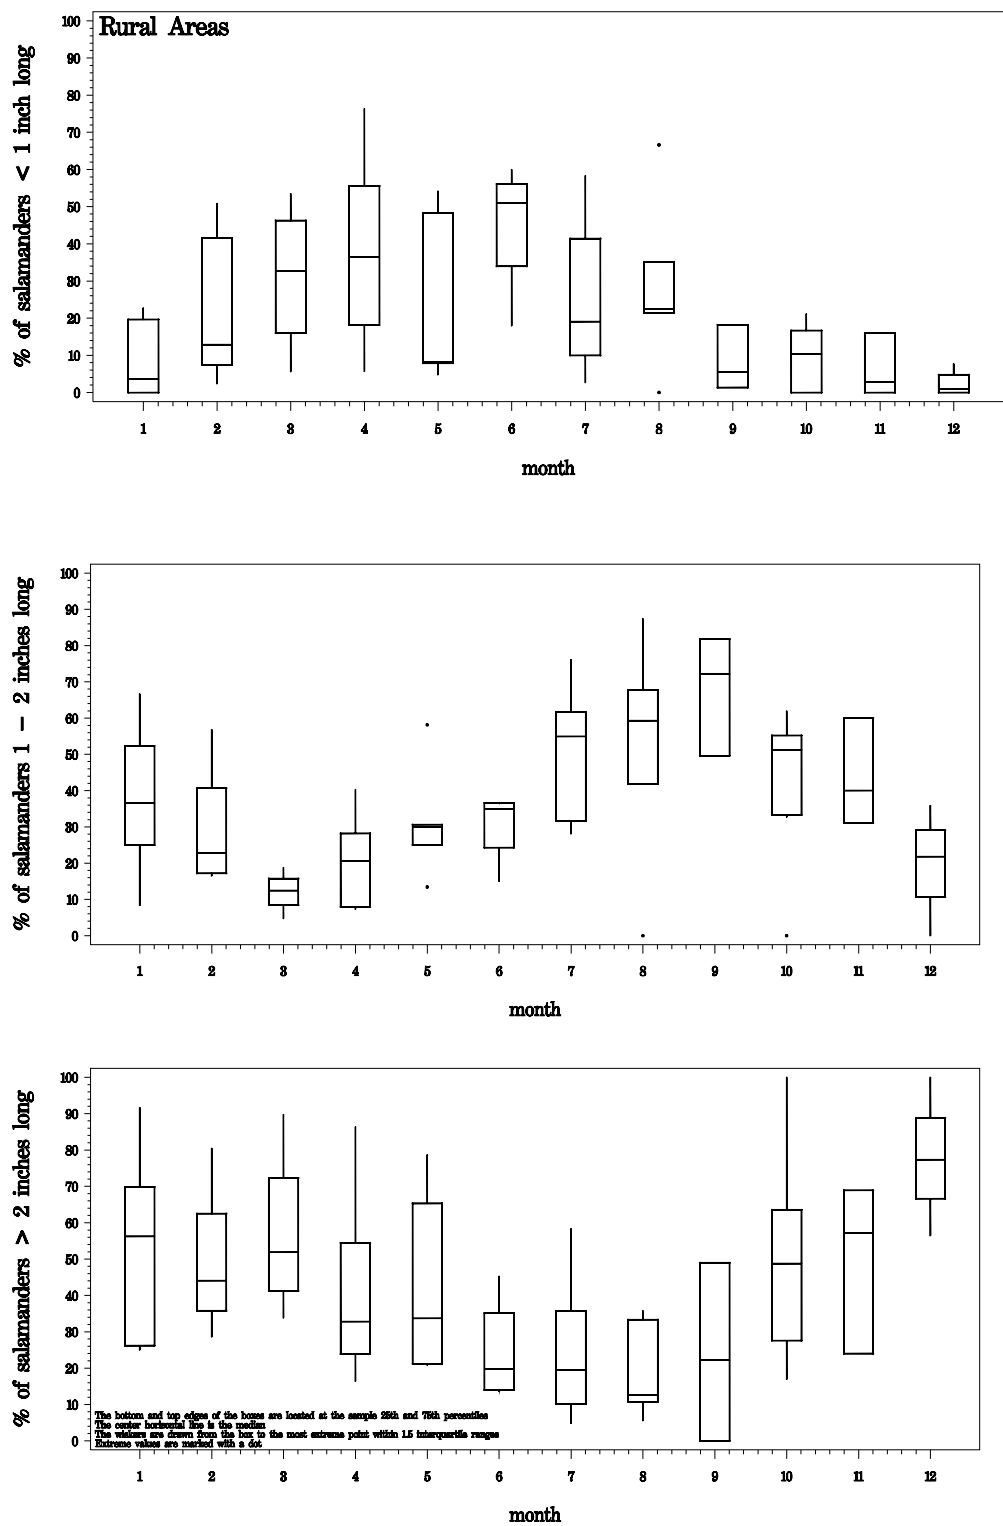 Rural Areas
% of salamanders < 1 inch long
100
90
80
70
60
50
40
30
20
10
0
1 2 3 4 5 6 7 8 9 10 11 12
month
% of salamanders 1 - 2 inches long
100
90
80
70
60
50
40
30
20
10
0
1 2 3 4 5 6 7 8 9 10 11 12
month
% of salamanders > 2 inches long
100
90
80
70
60
50
40
30
20
10
0
The bottom and top edges of the boxes are located at the sample 25th and 75th percentiles
The center horizontal line is the median
The wiskers are drawn from the box to the most extreme point within 1.5 interquartile ranges
Extreme values are marked with a dot
1 2 3 4 5 6 7 8 9 10 11 12
month